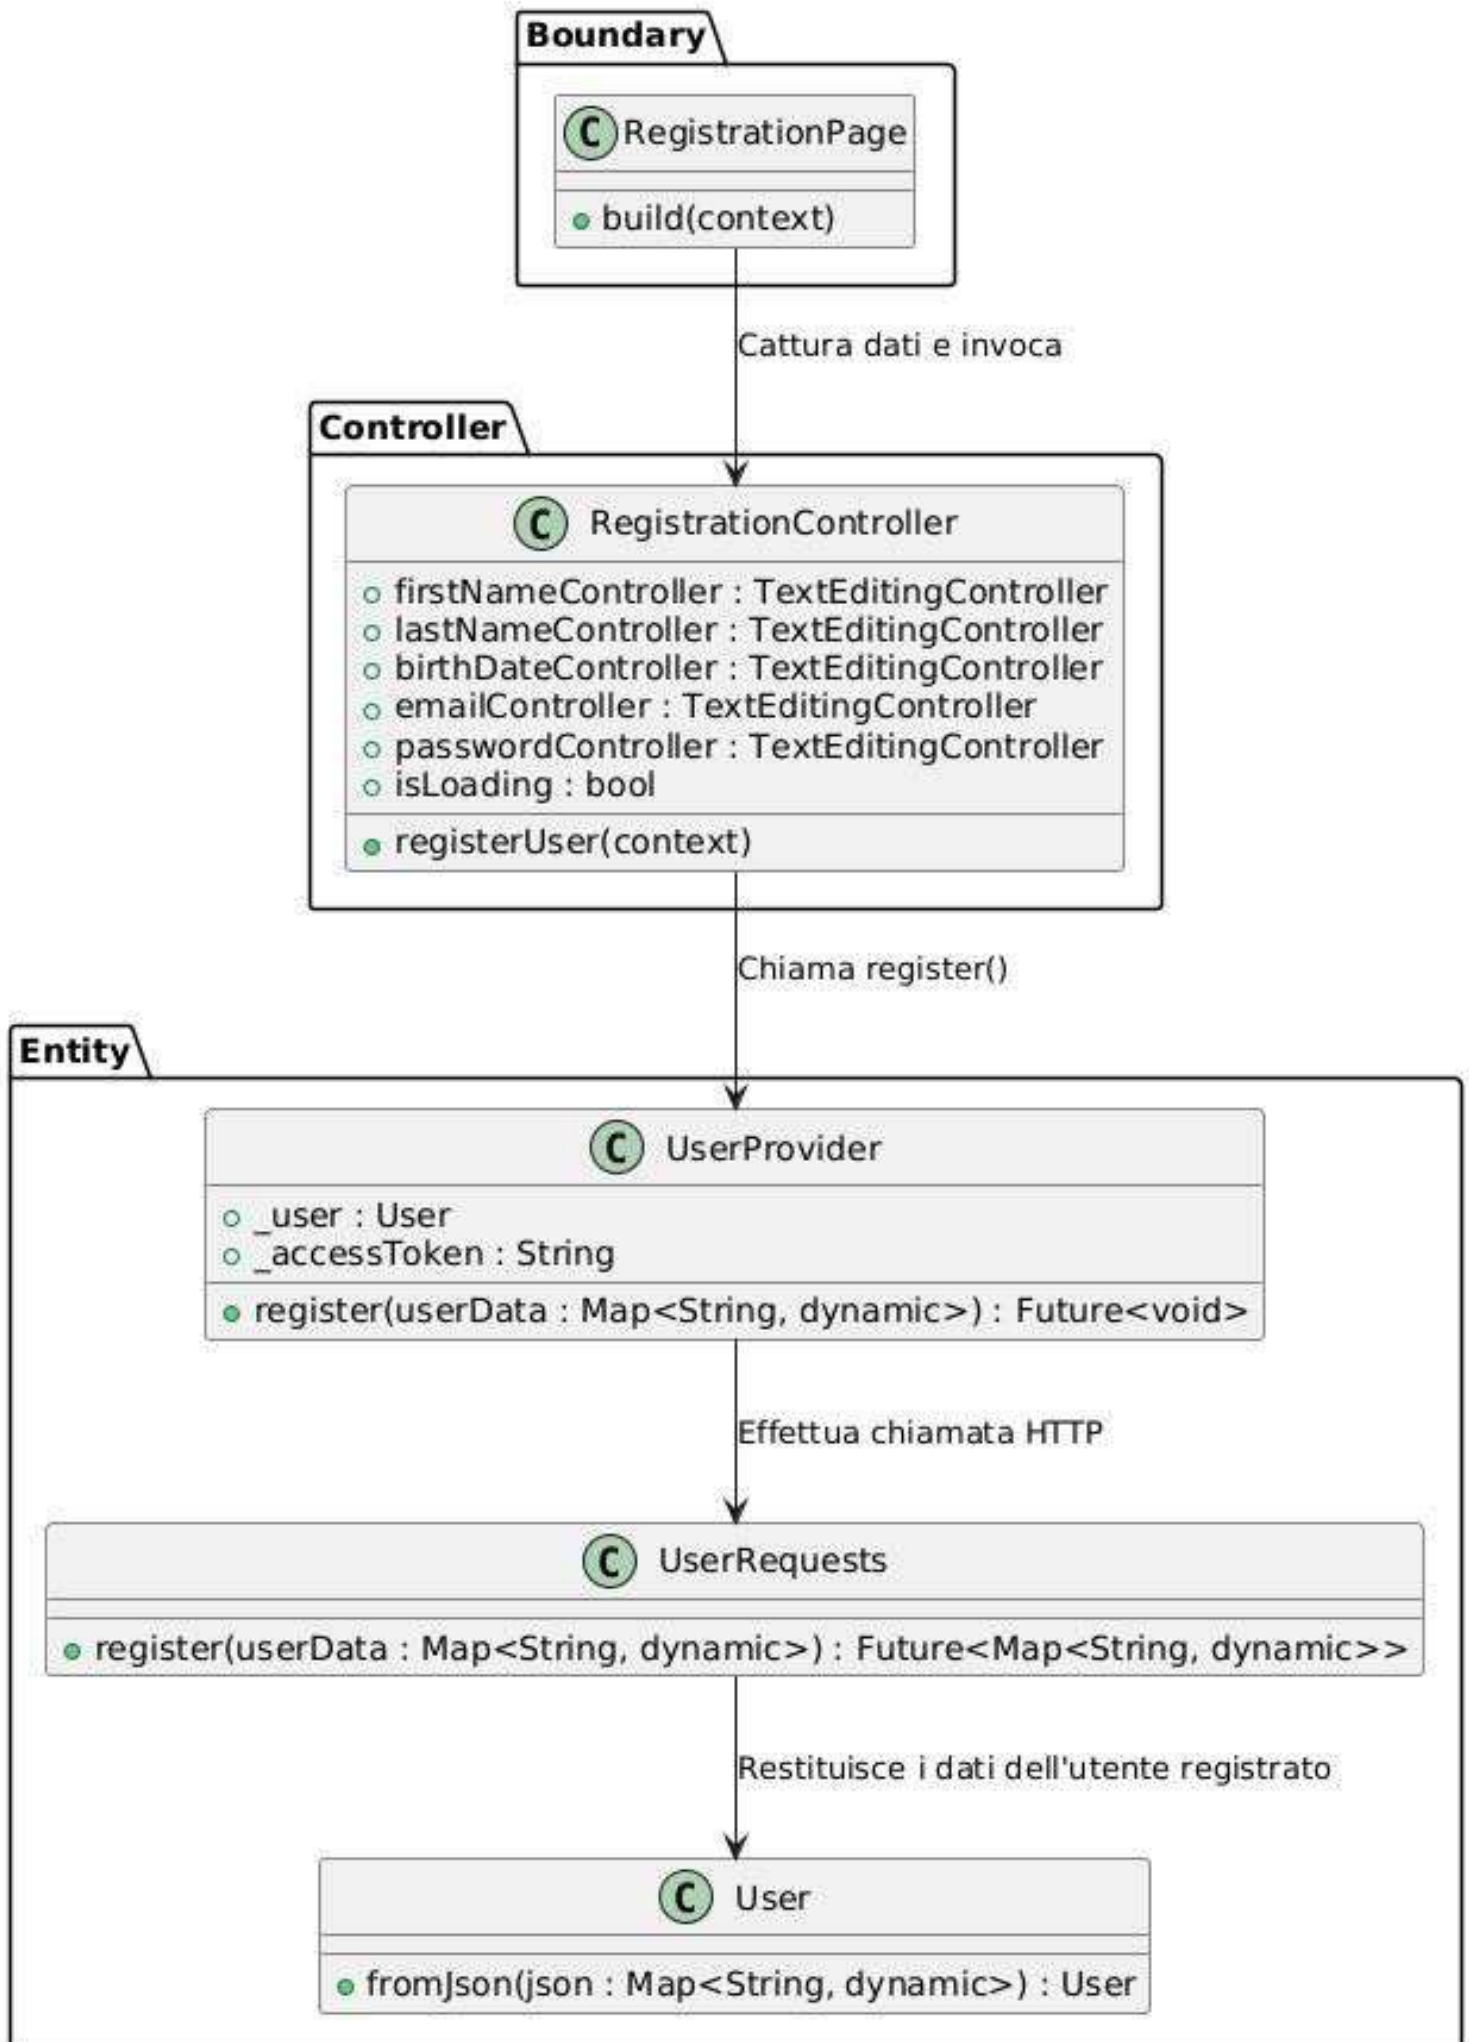 Boundary
C RegistrationPage
build(context)
Cattura dati e invoca
Controller
C RegistrationController
firstNameController : TextEditingController
lastNameController : TextEditingController
birthDateController : TextEditingController
emailController : TextEditingController
passwordController : TextEditingController
isLoading : bool
registerUser(context)
Chiama register()
Entity
C UserProvider
_user : User
_accessToken : String
register(userData : Map<String, dynamic>) : Future<void>
Effettua chiamata HTTP
C UserRequests
register(userData : Map<String, dynamic>) : Future<Map<String, dynamic>>
Restituisce i dati dell'utente registrato
C User
fromJson(json : Map<String, dynamic>) : User